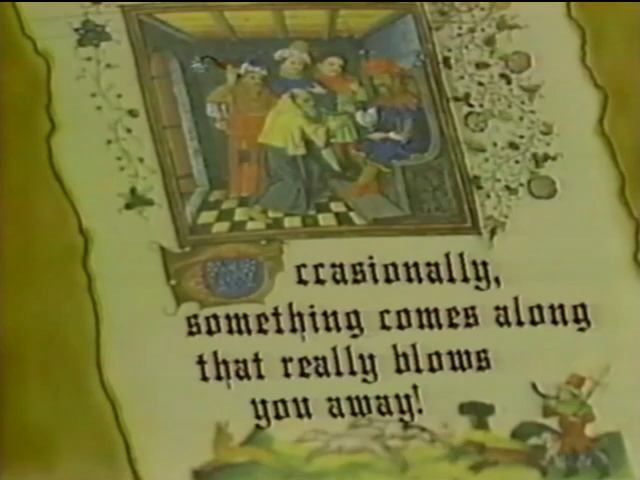 Occasionally,
something comes along
that really blows
you away!